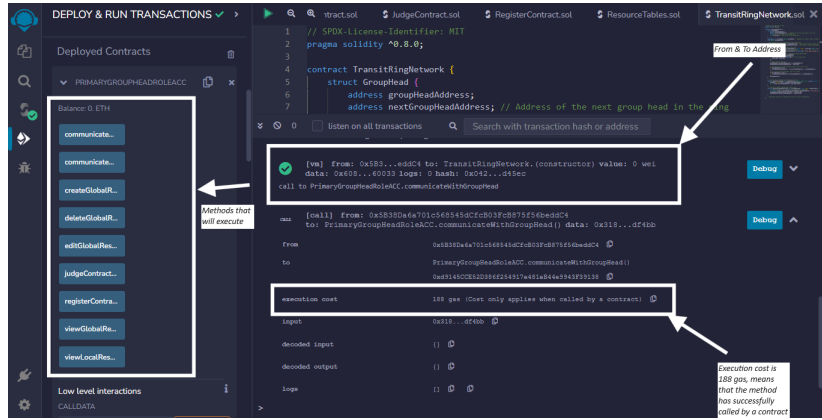 DEPLOY & RUN TRANSACTIONS
Deployed Contracts
PRIMARYGROUPHEADROLEACC
Balance: 0. ETH
communicate...
communicate...
createGlobalR...
deleteGlobalR...
editGlobalRes...
judgeContract...
registerContra...
viewGlobalRe...
viewLocalRes...
Low level interactions
CALLDATA
Methods that
will execute
ntract.sol
JudgeContract.sol
RegisterContract.sol
ResourceTables.sol
TransitRingNetwork.sol
1 // SPDX-License-Identifier: MIT
2 pragma solidity ^0.8.0;
3
4 contract TransitRingNetwork {
5 struct GroupHead {
6 address groupHeadAddress;
7 address nextGroupHeadAddress; // Address of the next group head in the ring
From & To Address
0
listen on all transactions
Search with transaction hash or address
[vm] from: 0x5B3...eddC4 to: TransitRingNetwork.(constructor) value: 0 wei
data: 0x608...60033 logs: 0 hash: 0x042...d45ec
Debug
call to PrimaryGroupHeadRoleACC.communicateWithGroupHead
[call] from: 0x5B38Da6a701c568545dCfcB03FcB875f56beddC4
to: PrimaryGroupHeadRoleACC.communicateWithGroupHead() data: 0x318...df4bb
Debug
from 0x5B38Da6a701c568545dCfcB03FcB875f56beddC4
to PrimaryGroupHeadRoleACC.communicateWithGroupHead()
0xd9145CCE52D386f254917e481eB44e9943F39138
execution cost 188 gas (Cost only applies when called by a contract)
input 0x318...df4bb
decoded input {}
decoded output {}
logs []
>
Execution cost is
188 gas, means
that the method
has successfully
called by a contract